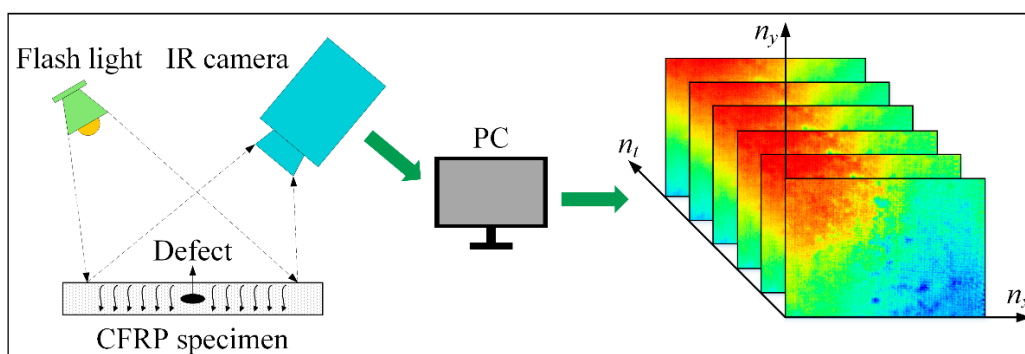 Flash light
IR camera
PC
Defect
CFRP specimen
n_y
n_t
n_x